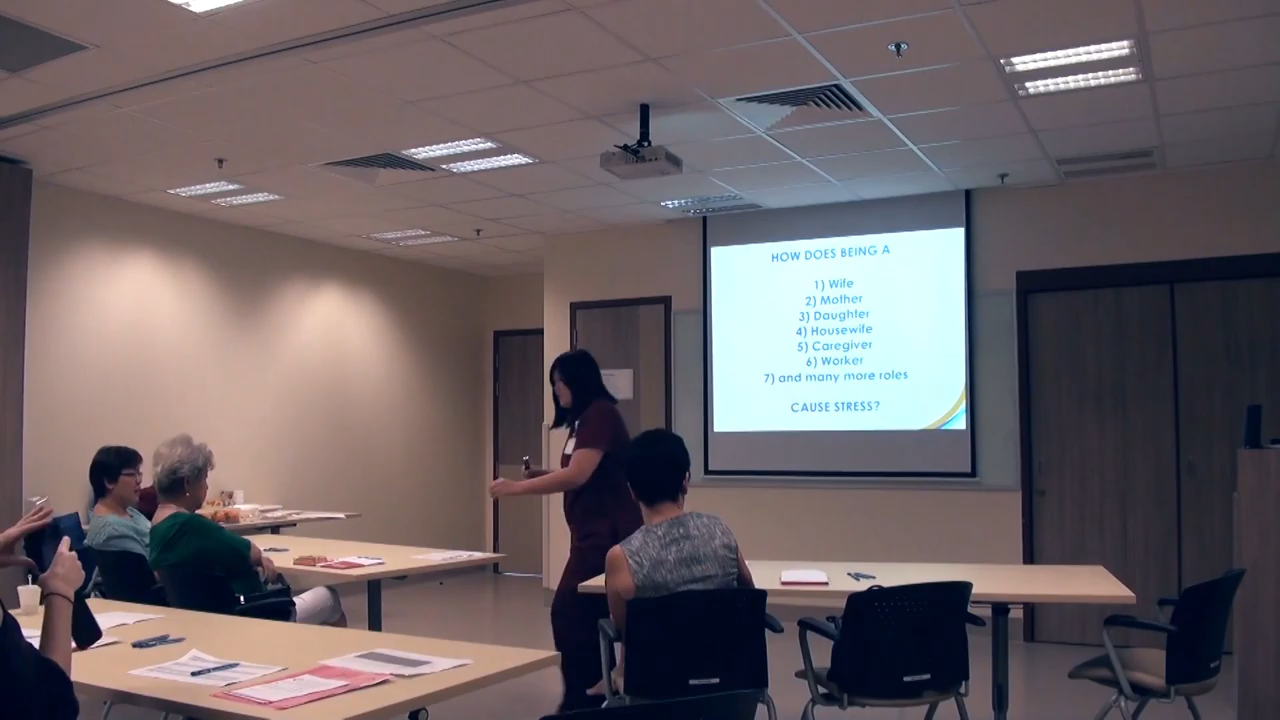 HOW DOES BEING A
1) Wife
2) Mother
3) Daughter
4) Housewife
5) Caregiver
6) Worker
7) and many more roles
CAUSE STRESS?